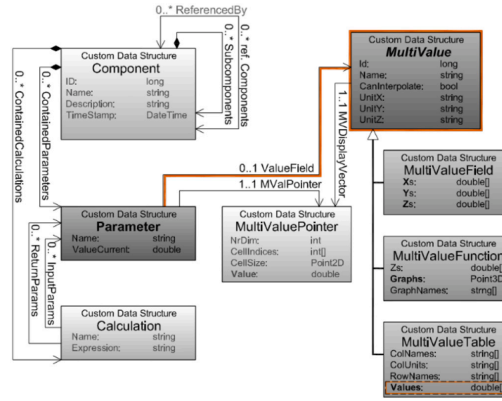 0..* ReferencedBy
Custom Data Structure
Component
ID: long
Name: string
Description: string
TimeStamp: DateTime
0..* ref. Components
0..* Subcomponents
Custom Data Structure
MultiValue
Id: long
Name: string
CanInterpolate: bool
UnitX: string
UnitY: string
UnitZ: string
0..* ContainedCalculations
0..* ContainedParameters
1..1 MVDisplayVector
0..1 ValueField
1..1 MValPointer
Custom Data Structure
MultiValueField
Xs: double[]
Ys: double[]
Zs: double[]
Custom Data Structure
Parameter
Name: string
ValueCurrent: double
Custom Data Structure
MultiValuePointer
NrDim: int
CellIndices: int[]
CellSize: Point2D
Value: double
Custom Data Structure
MultiValueFunction
Zs: double[
Graphs: Point3D
GraphNames: strng[]
0..* ReturnParams
0..* InputParams
Custom Data Structure
Calculation
Name: string
Expression: string
Custom Data Structure
MultiValueTable
ColNames: string[]
ColUnits: string[]
RowNames: string[]
Values: double[